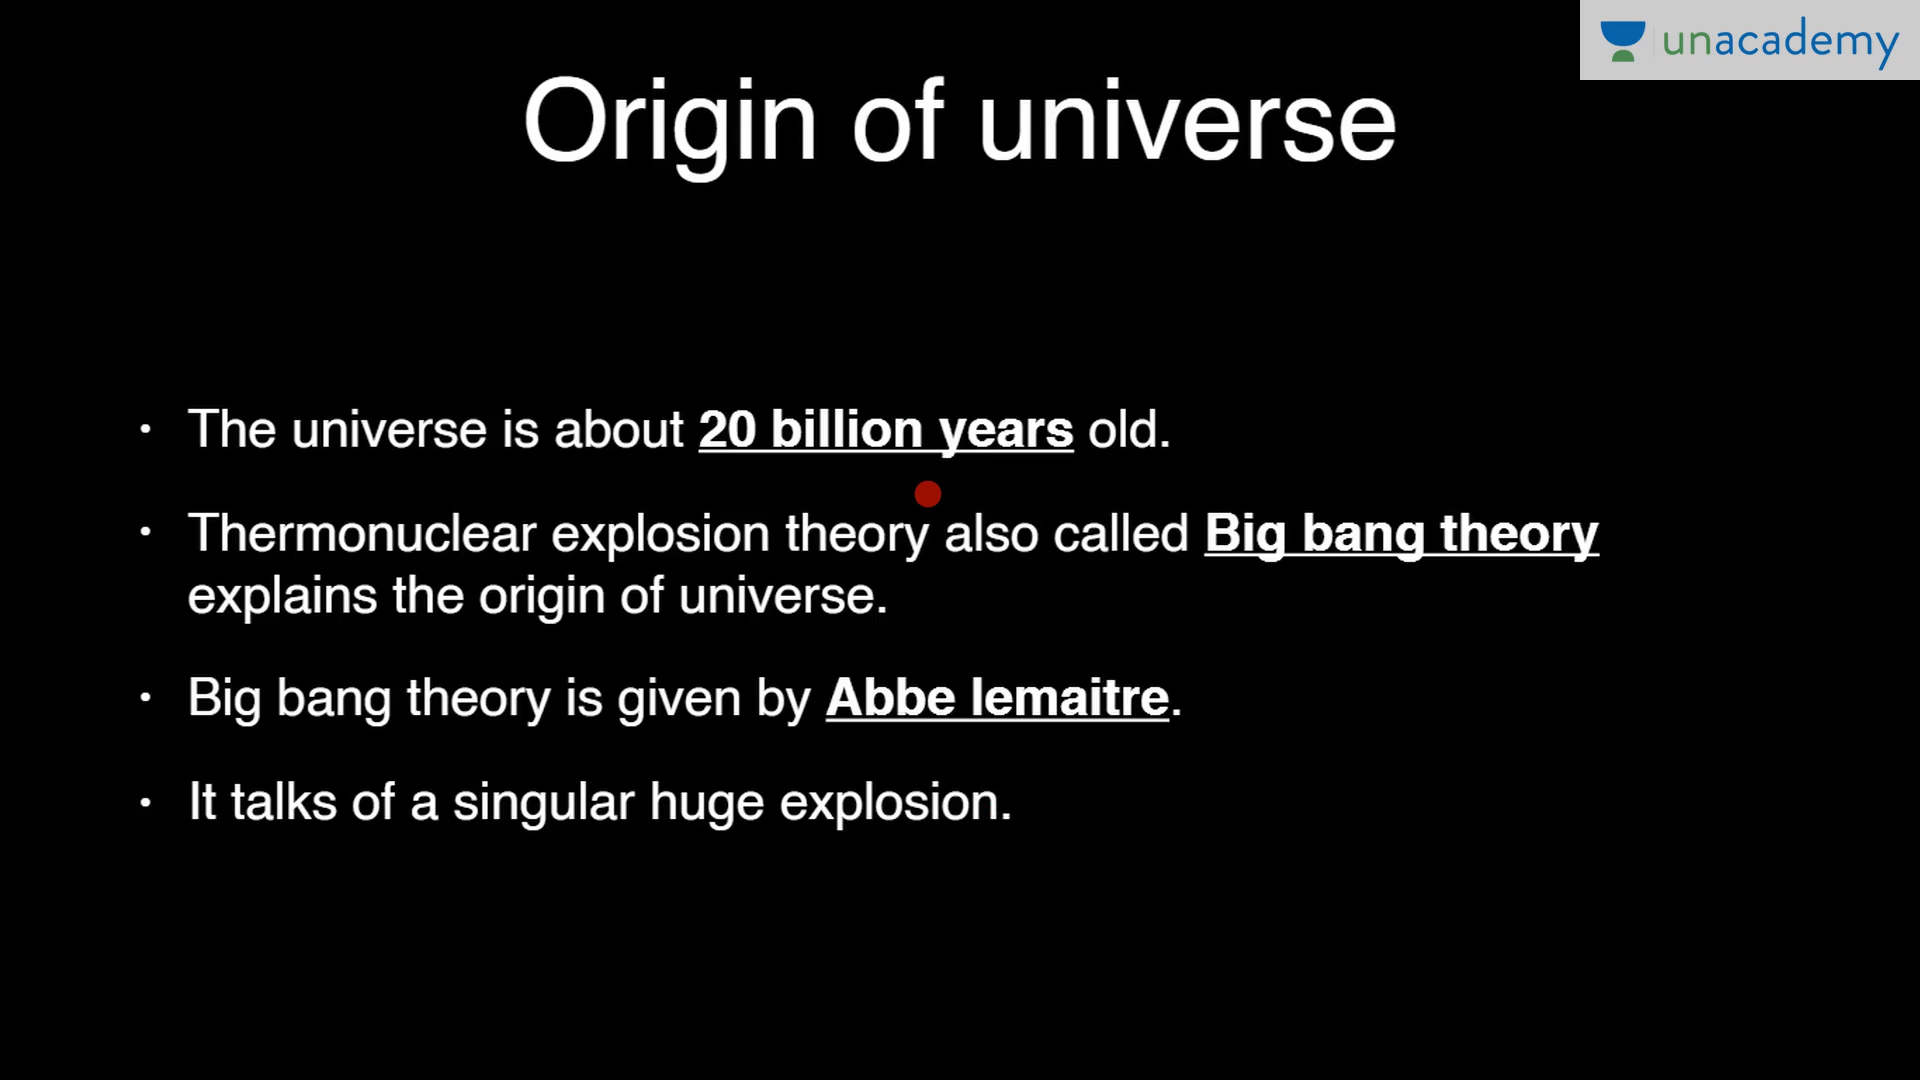 unacademy
Origin of universe
• The universe is about 20 billion years old.
• Thermonuclear explosion theory also called Big bang theory
explains the origin of universe.
• Big bang theory is given by Abbe lemaitre.
• It talks of a singular huge explosion.